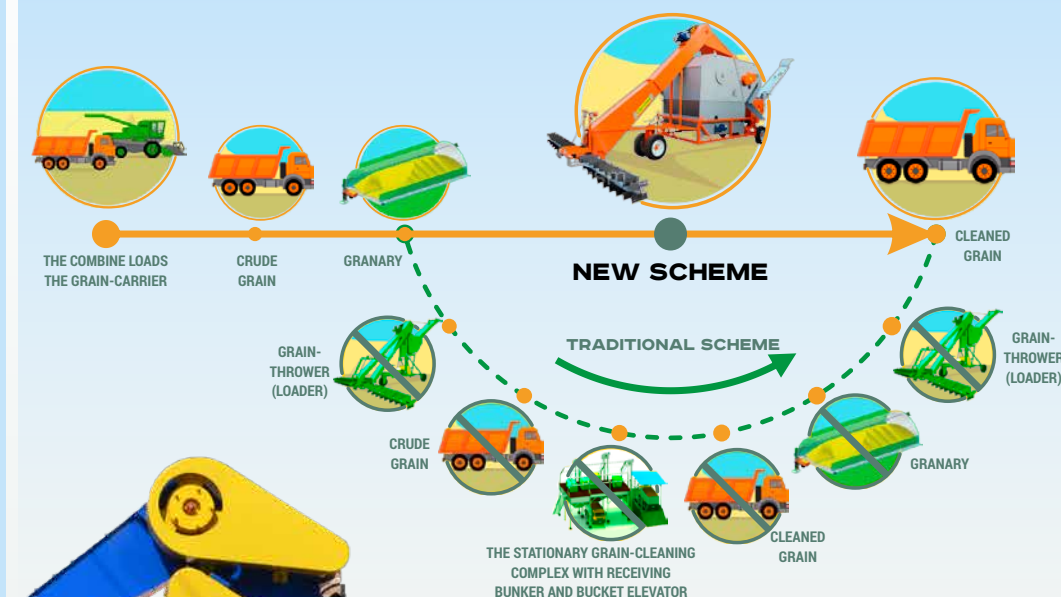 THE COMBINE LOADS
THE GRAIN-CARRIER
CRUDE
GRAIN
GRANARY
NEW SCHEME
CLEANED
GRAIN
TRADITIONAL SCHEME
GRAIN-
THROWER
(LOADER)
CRUDE
GRAIN
THE STATIONARY GRAIN-CLEANING
COMPLEX WITH RECEIVING
BUNKER AND BUCKET ELEVATOR
CLEANED
GRAIN
GRANARY
GRAIN-
THROWER
(LOADER)